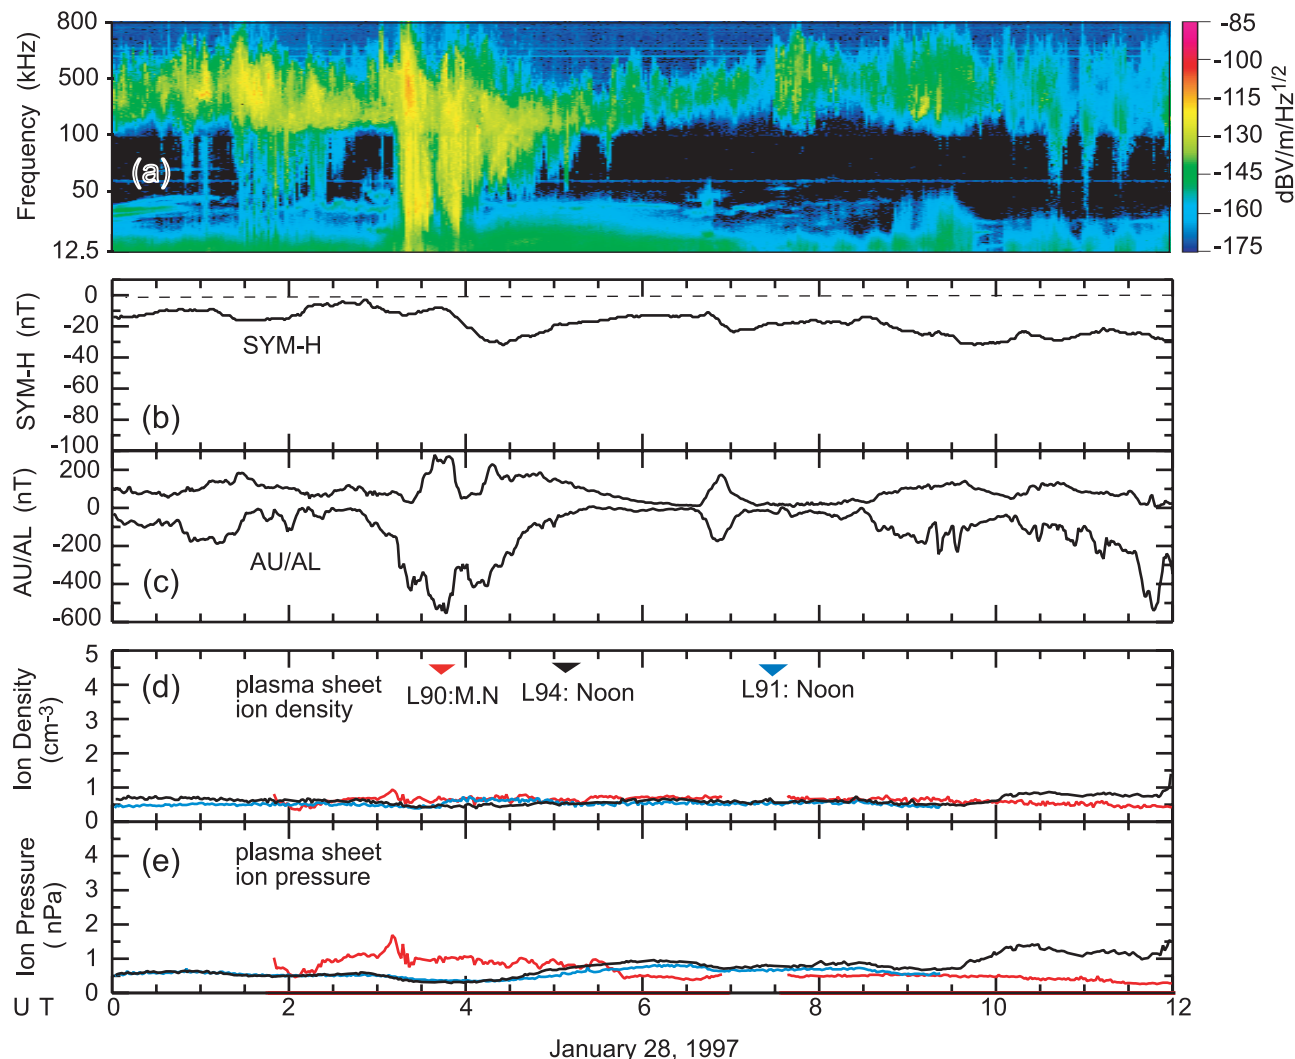 800
500
100
50
12.5
Frequency (kHz)
(a)
-85
-100
-115
-130
-145
-160
-175
dBV/m/Hz1/2
0
-20
-40
-60
-80
-100
SYM-H (nT)
SYM-H
(b)
200
0
-200
-400
-600
AU/AL (nT)
AU/AL
(c)
5
4
3
2
1
0
Ion Density
(cm-3)
(d)
plasma sheet
ion density
L90:M.N
L94: Noon
L91: Noon
4
3
2
1
0
Ion Pressure
( nPa)
(e)
plasma sheet
ion pressure
U T
0 2 4 6 8 10 12
January 28, 1997